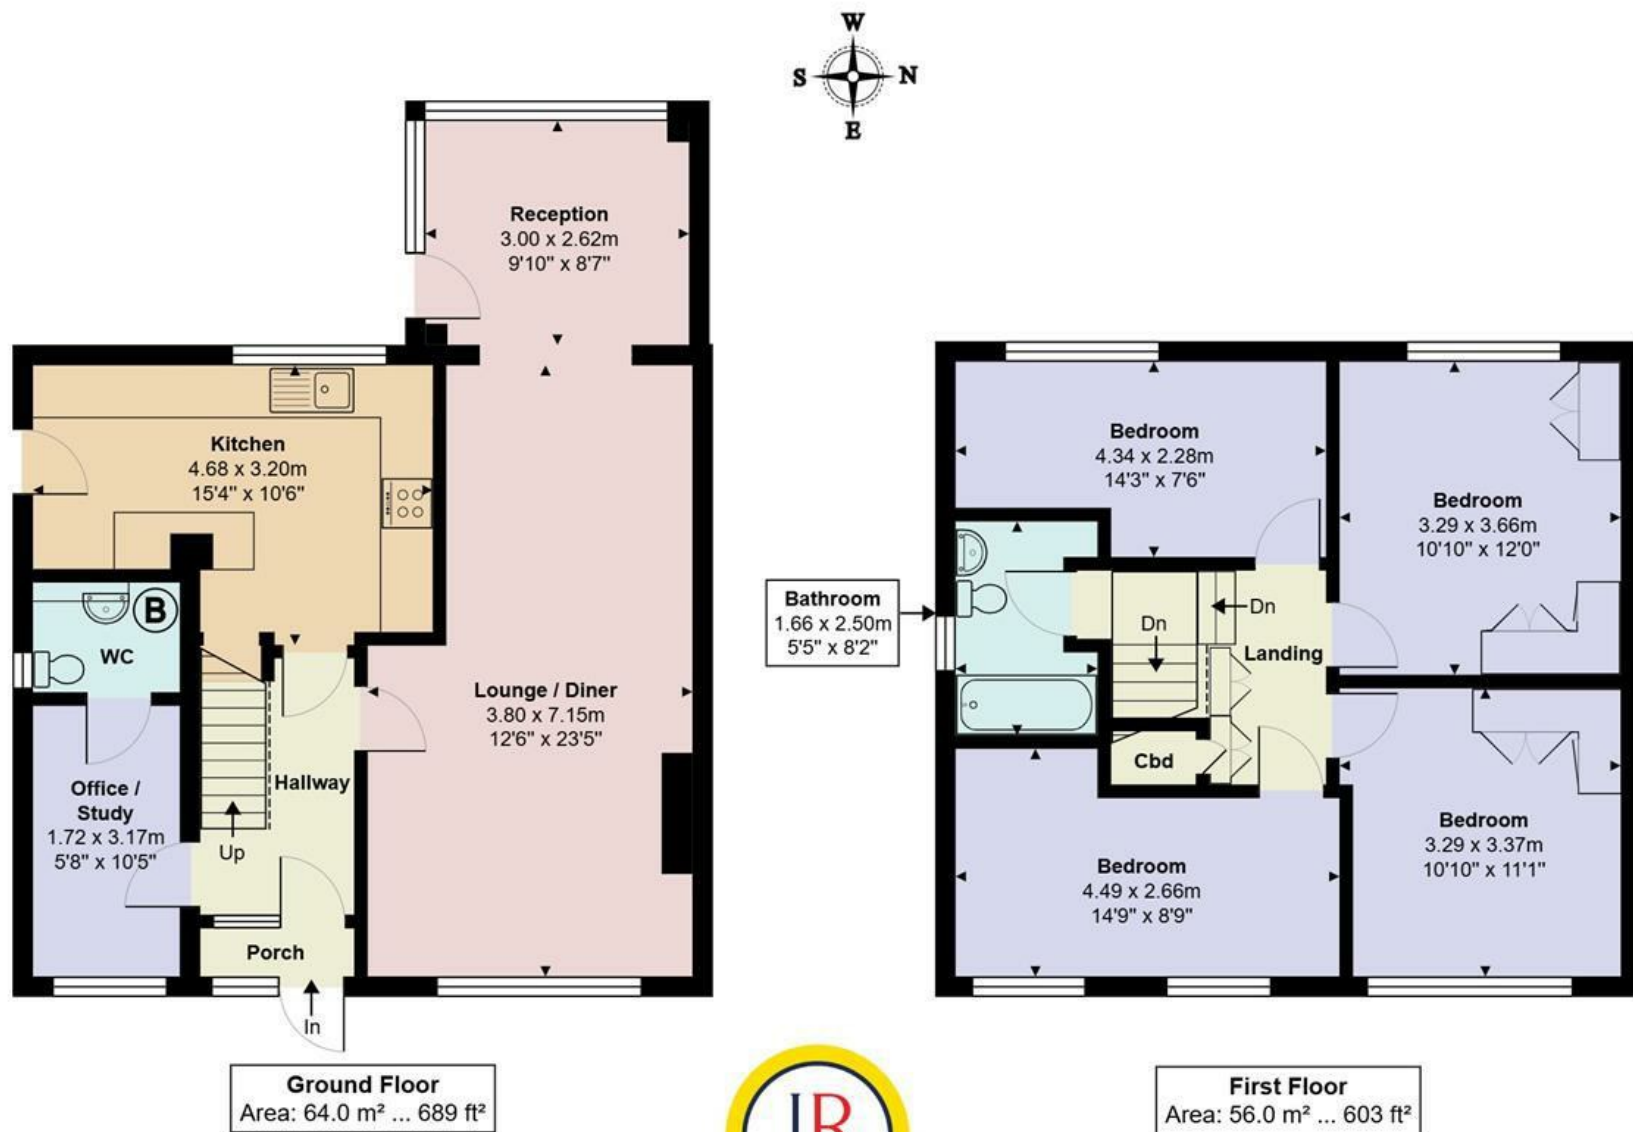 W
S N
E
Reception
3.00 x 2.62m
9'10" x 8'7"
Kitchen
4.68 x 3.20m
15'4" x 10'6"
B
WC
Lounge / Diner
3.80 x 7.15m
12'6" x 23'5"
Hallway
Office /
Study
1.72 x 3.17m
5'8" x 10'5"
Up
Porch
In
Ground Floor
Area: 64.0 m² ... 689 ft²
Bedroom
4.34 x 2.28m
14'3" x 7'6"
Bedroom
3.29 x 3.66m
10'10" x 12'0"
Bathroom
1.66 x 2.50m
5'5" x 8'2"
Dn
Dn
Landing
Cbd
Bedroom
4.49 x 2.66m
14'9" x 8'9"
Bedroom
3.29 x 3.37m
10'10" x 11'1"
First Floor
Area: 56.0 m² ... 603 ft²